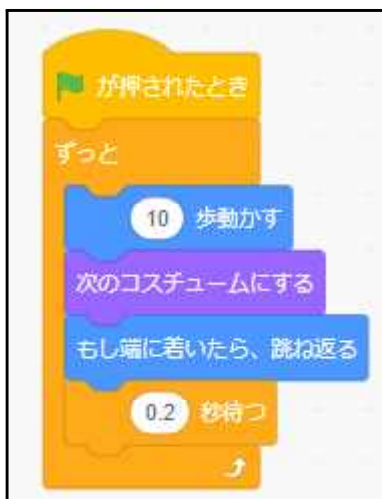 が押されたとき
ずっと
10 歩動かす
次のコスチュームにする
もし端に着いたら、跳ね返る
0.2 秒待つ